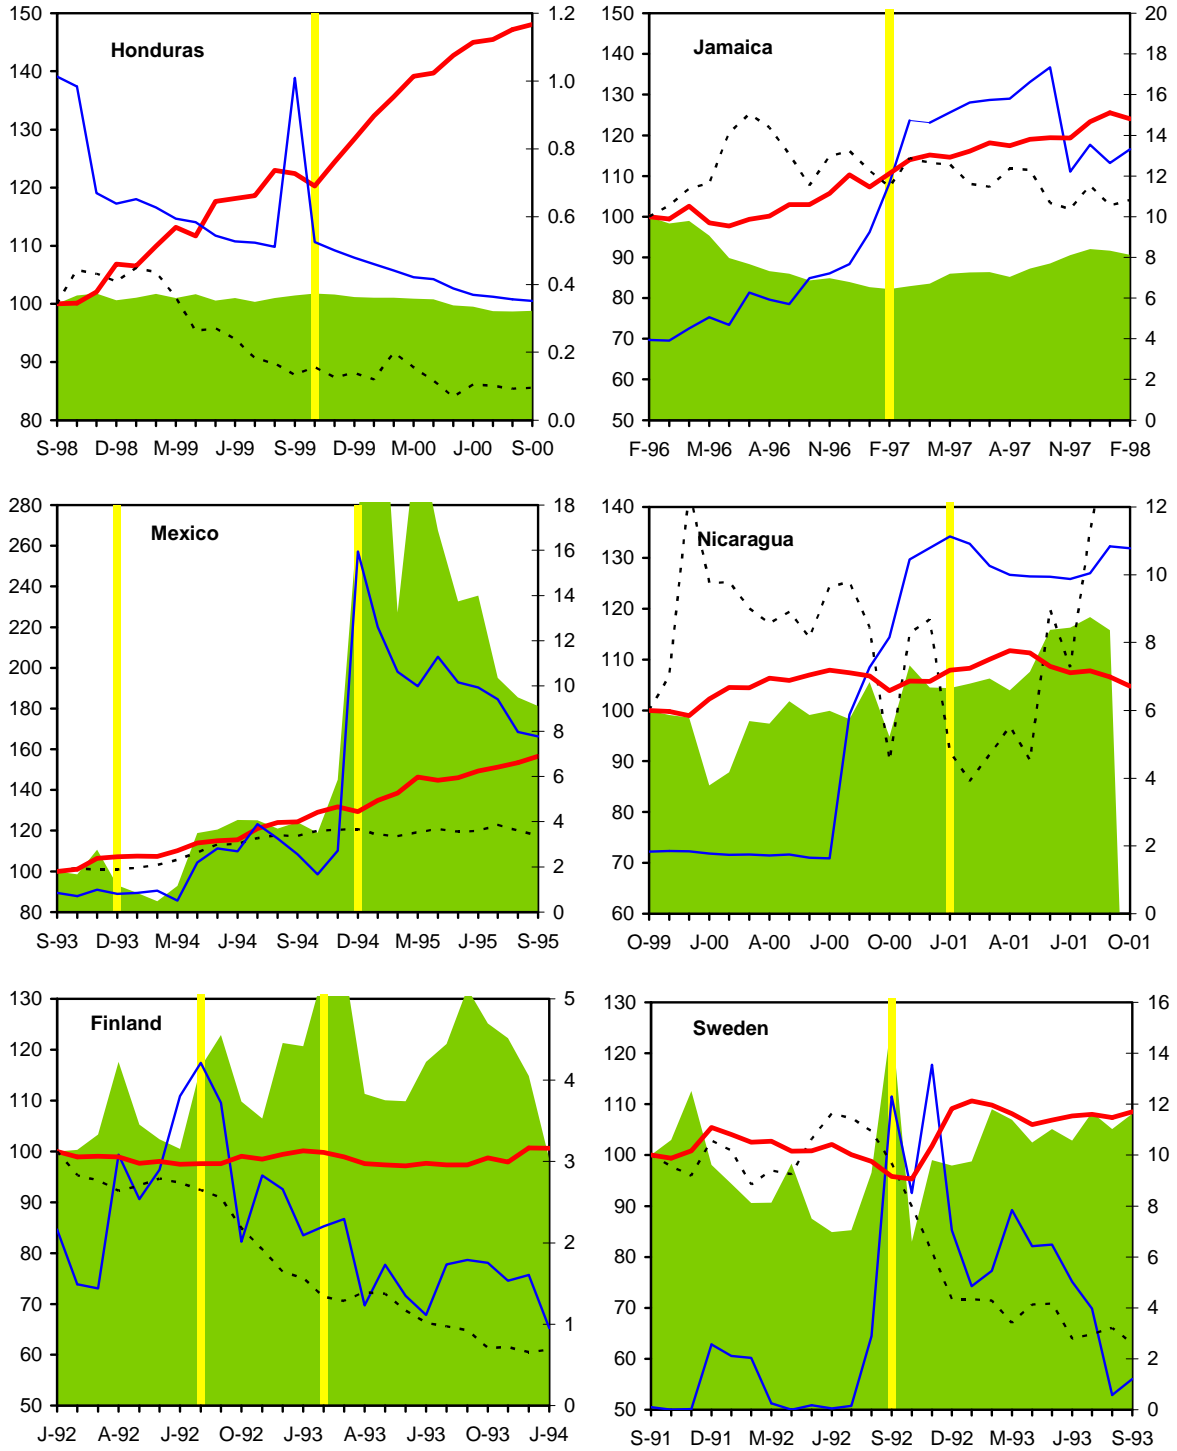 150 1.2 150 20
Honduras Jamaica
140 140 18
1.0 130 16
130 0.8 120 14
120 110 12
0.6 100 10
110 90 8
0.4 80 6
100 70 4
90 0.2 60 2
80 0.0 50 0
S-98 D-98 M-99 J-99 S-99 D-99 M-00 J-00 S-00 F-96 M-96 A-96 N-96 F-97 M-97 A-97 N-97 F-98
280 18 140 12
Mexico Nicaragua
260 16 130 10
240 14 120
220 12 110 8
200 10 100 6
180 8 90
160 6 80 4
140 4 70 2
120 2 60 0
100 0
80
S-93 D-93 M-94 J-94 S-94 D-94 M-95 J-95 S-95 O-99 J-00 A-00 J-00 O-00 J-01 A-01 J-01 O-01
130 5 130 16
Finland Sweden
120 4 120 14
110 110 12
100 3 100 10
90 90 8
80 2 80 6
70 1 70 4
60 60 2
50 0 50 0
J-92 A-92 J-92 O-92 J-93 A-93 J-93 O-93 J-94 S-91 D-91 M-92 J-92 S-92 D-92 M-93 J-93 S-93